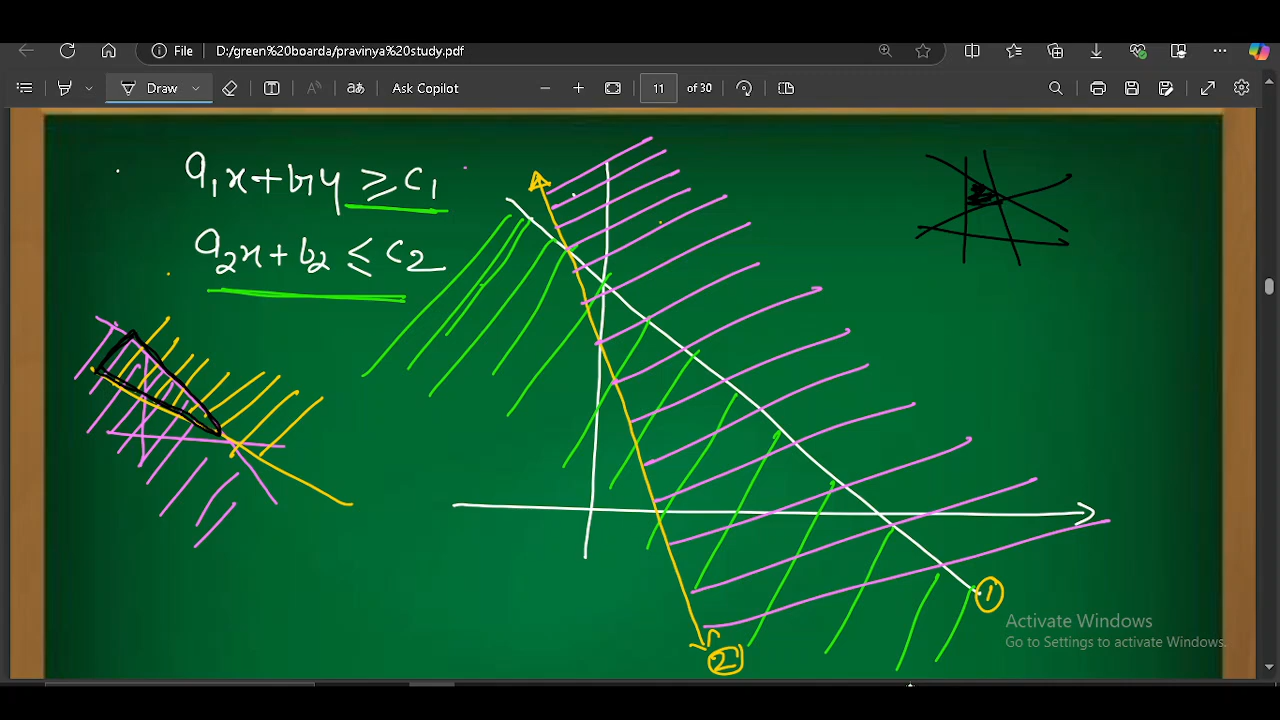 File D:/green%20boarda/pravinya%20study.pdf
Draw Ask Copilot 11 of 30
a₁x+b₁y ≥ c₁
a₂x+b₂ ≤ c₂
1
2
Activate Windows
Go to Settings to activate Windows.